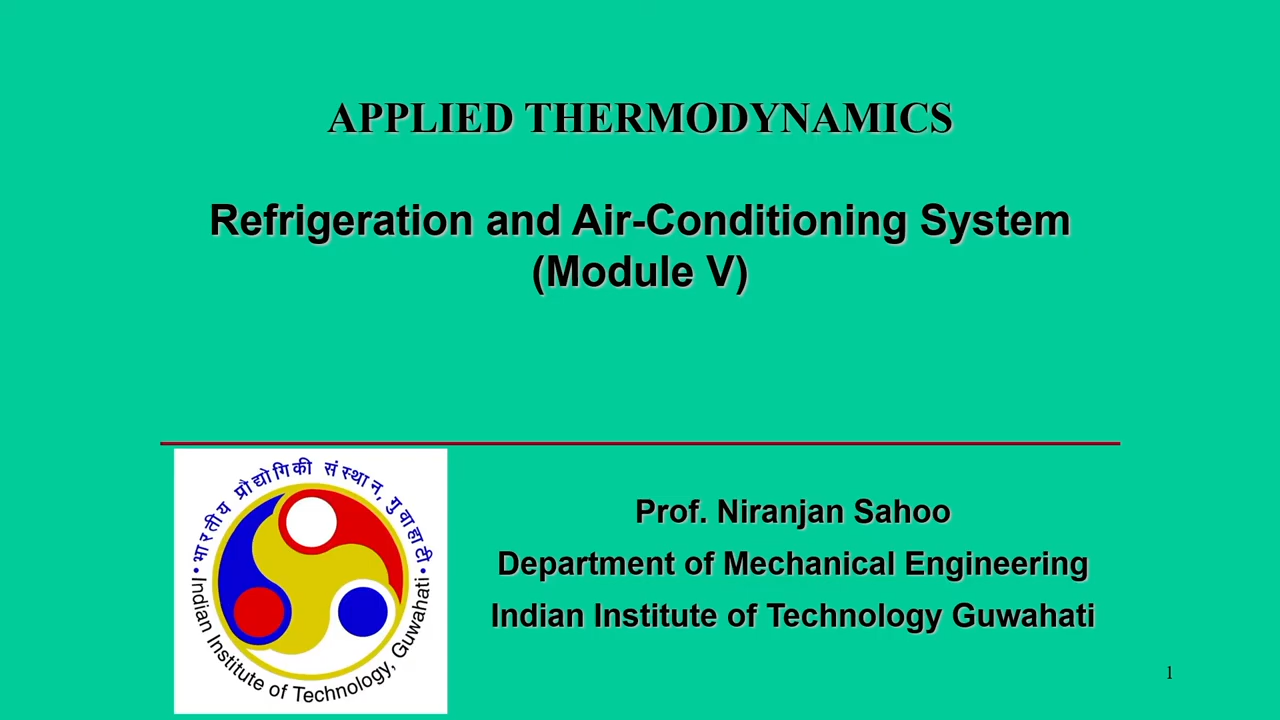 APPLIED THERMODYNAMICS
Refrigeration and Air-Conditioning System
(Module V)
भारतीय प्रौद्योगिकी संस्थान, गुवाहाटी
Indian Institute of Technology, Guwahati
Prof. Niranjan Sahoo
Department of Mechanical Engineering
Indian Institute of Technology Guwahati
1